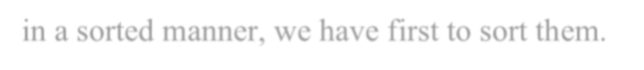 in a sorted manner, we have first to sort them.